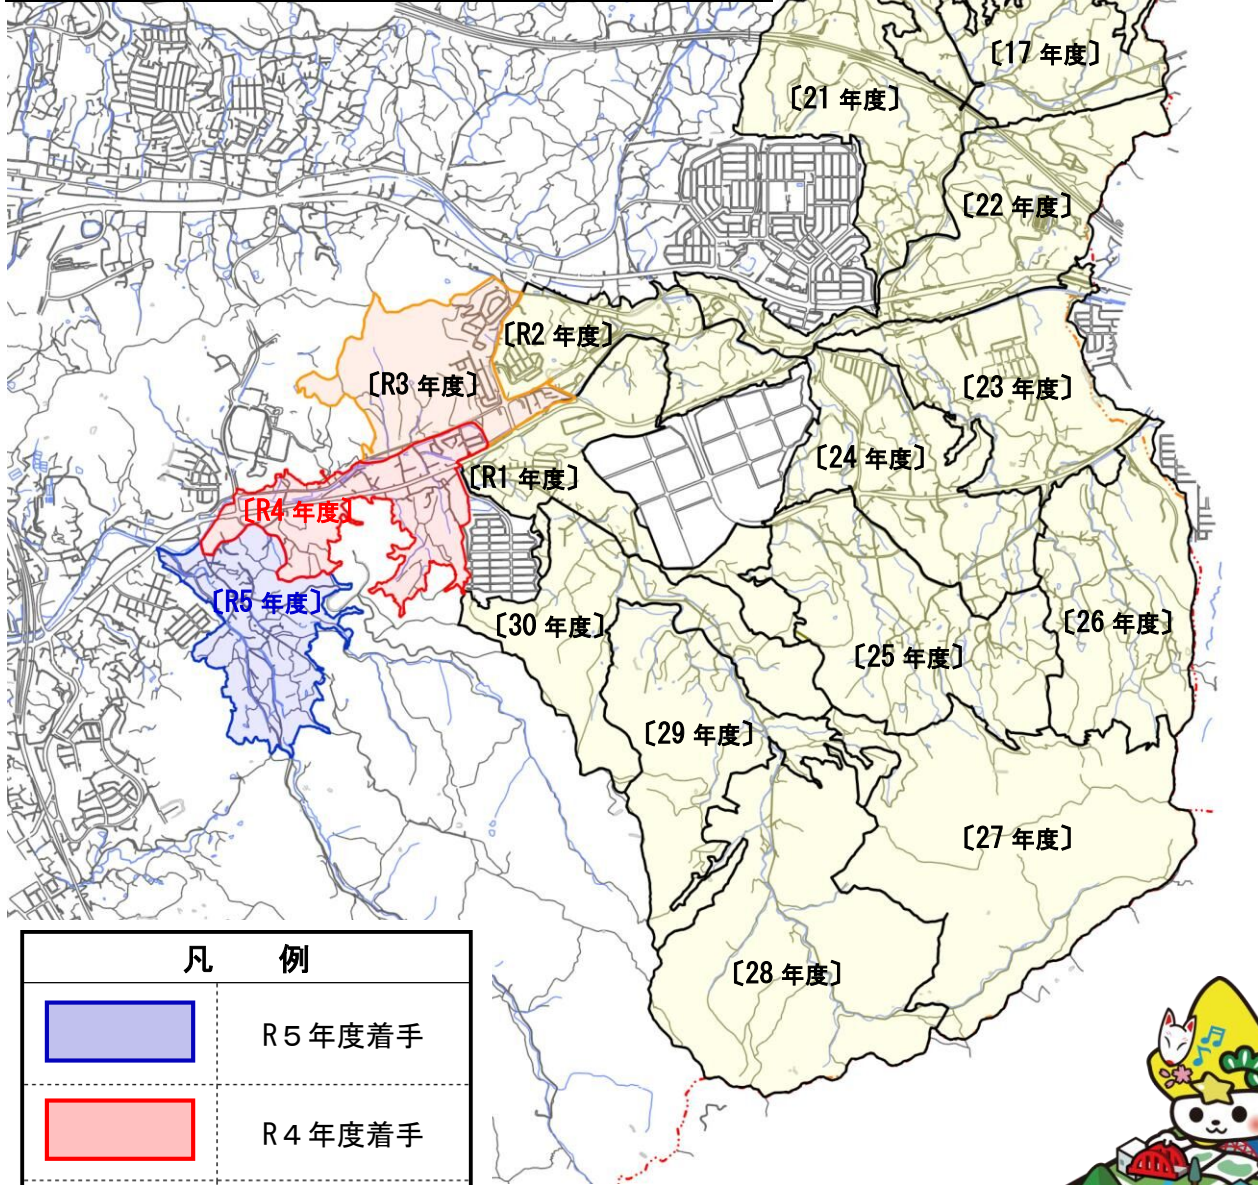 〔17 年度〕
〔21 年度〕
〔22 年度〕
〔R2 年度〕
〔R3 年度〕
〔23 年度〕
〔24 年度〕
〔R1 年度〕
〔R4 年度〕
〔R5 年度〕
〔30 年度〕
〔26 年度〕
〔25 年度〕
〔29 年度〕
〔27 年度〕
〔28 年度〕
凡　例
R５年度着手
R４年度着手